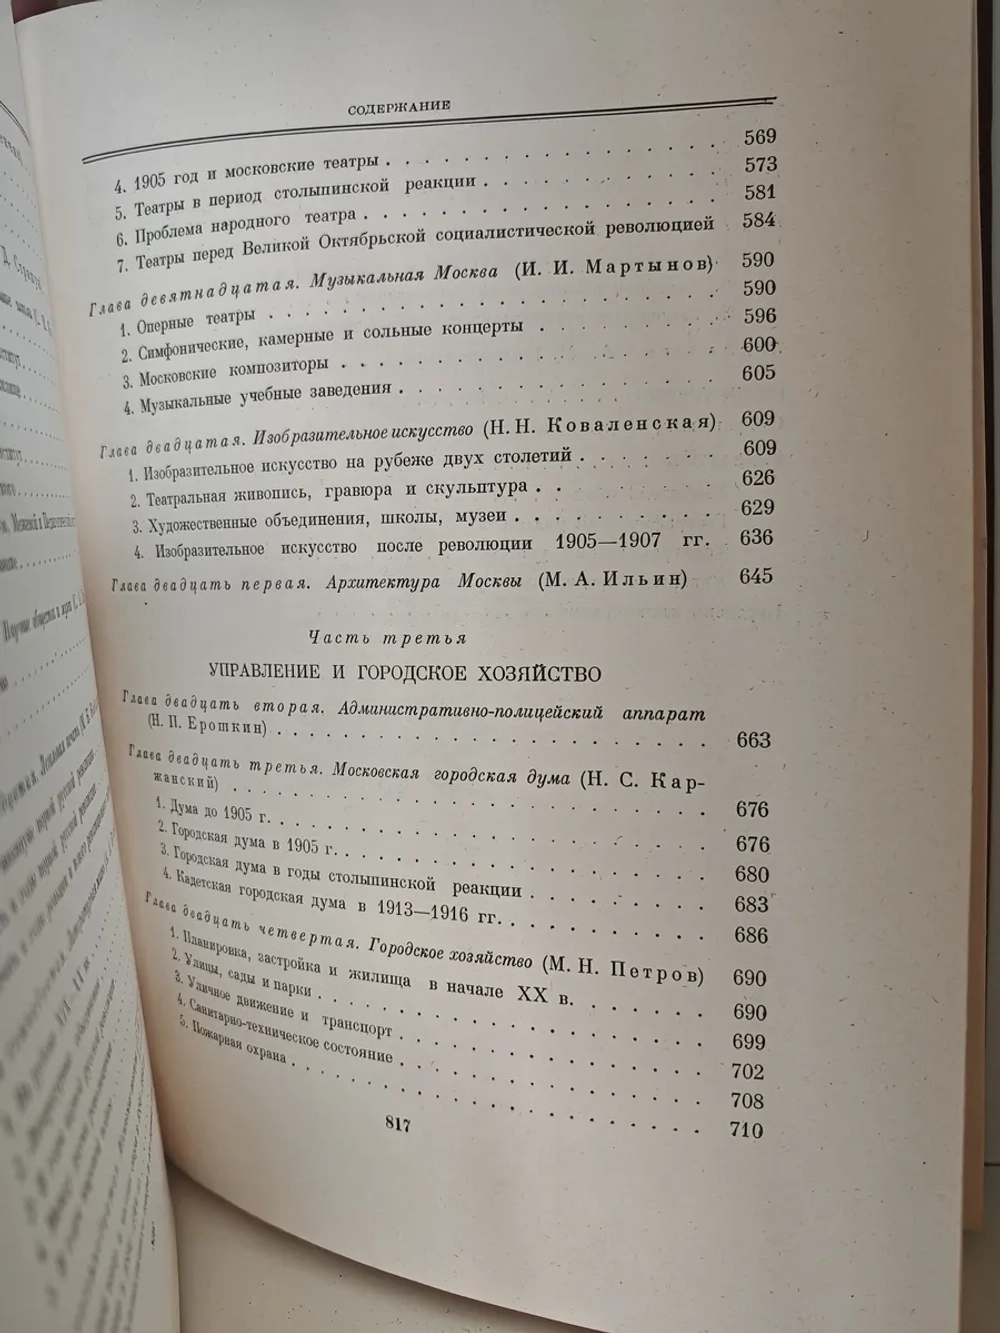 СОДЕРЖАНИЕ
4. 1905 год и московские театры . . . . . . . . . . . . 569
5. Театры в период столыпинской реакции . . . . . . . . . 573
6. Проблема народного театра . . . . . . . . . . . . . 581
7. Театры перед Великой Октябрьской социалистической революцией 584
Глава девятнадцатая. Музыкальная Москва (И. И. Мартынов) 590
1. Оперные театры . . . . . . . . . . . . . . . . 590
2. Симфонические, камерные и сольные концерты . . . . . . . 596
3. Московские композиторы . . . . . . . . . . . . . . 600
4. Музыкальные учебные заведения . . . . . . . . . . . . 605
Глава двадцатая. Изобразительное искусство (Н. Н. Коваленская) 609
1. Изобразительное искусство на рубеже двух столетий . . . . . 609
2. Театральная живопись, гравюра и скульптура . . . . . . . 626
3. Художественные объединения, школы, музеи . . . . . . . . 629
4. Изобразительное искусство после революции 1905—1907 гг. 636
Глава двадцать первая. Архитектура Москвы (М. А. Ильин) 645
Часть третья
УПРАВЛЕНИЕ И ГОРОДСКОЕ ХОЗЯЙСТВО
Глава двадцать вторая. Административно-полицейский аппарат
(Н. П. Ерошкин) . . . . . . . . . . . . . . . . . . 663
Глава двадцать третья. Московская городская дума (Н. С. Кар-
жанский) . . . . . . . . . . . . . . . . . . . . 676
1. Дума до 1905 г. . . . . . . . . . . . . . . . . . 676
2. Городская дума в 1905 г. . . . . . . . . . . . . . . 680
3. Городская дума в годы столыпинской реакции . . . . . . . 683
4. Кадетская городская дума в 1913—1916 гг. . . . . . . . . 686
Глава двадцать четвертая. Городское хозяйство (М. Н. Петров) 690
1. Планировка, застройка и жилища в начале XX в. . . . . . . 690
2. Улицы, сады и парки . . . . . . . . . . . . . . . 699
3. Уличное движение и транспорт . . . . . . . . . . . . 702
4. Санитарно-техническое состояние . . . . . . . . . . . 708
5. Пожарная охрана . . . . . . . . . . . . . . . . 710
817